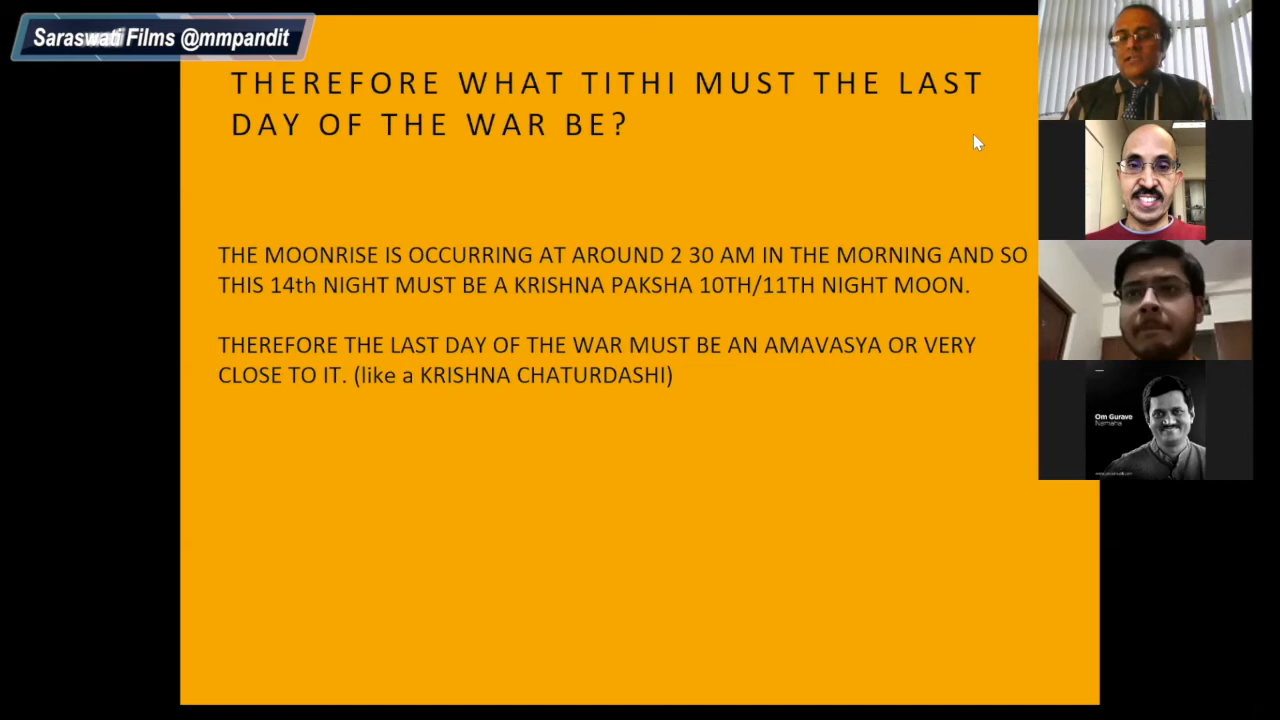 Saraswati Films @mmpandit
THEREFORE WHAT TITHI MUST THE LAST
DAY OF THE WAR BE?
THE MOONRISE IS OCCURRING AT AROUND 2 30 AM IN THE MORNING AND SO
THIS 14th NIGHT MUST BE A KRISHNA PAKSHA 10TH/11TH NIGHT MOON.
THEREFORE THE LAST DAY OF THE WAR MUST BE AN AMAVASYA OR VERY
CLOSE TO IT. (like a KRISHNA CHATURDASHI)
Om Gurave
Namaha